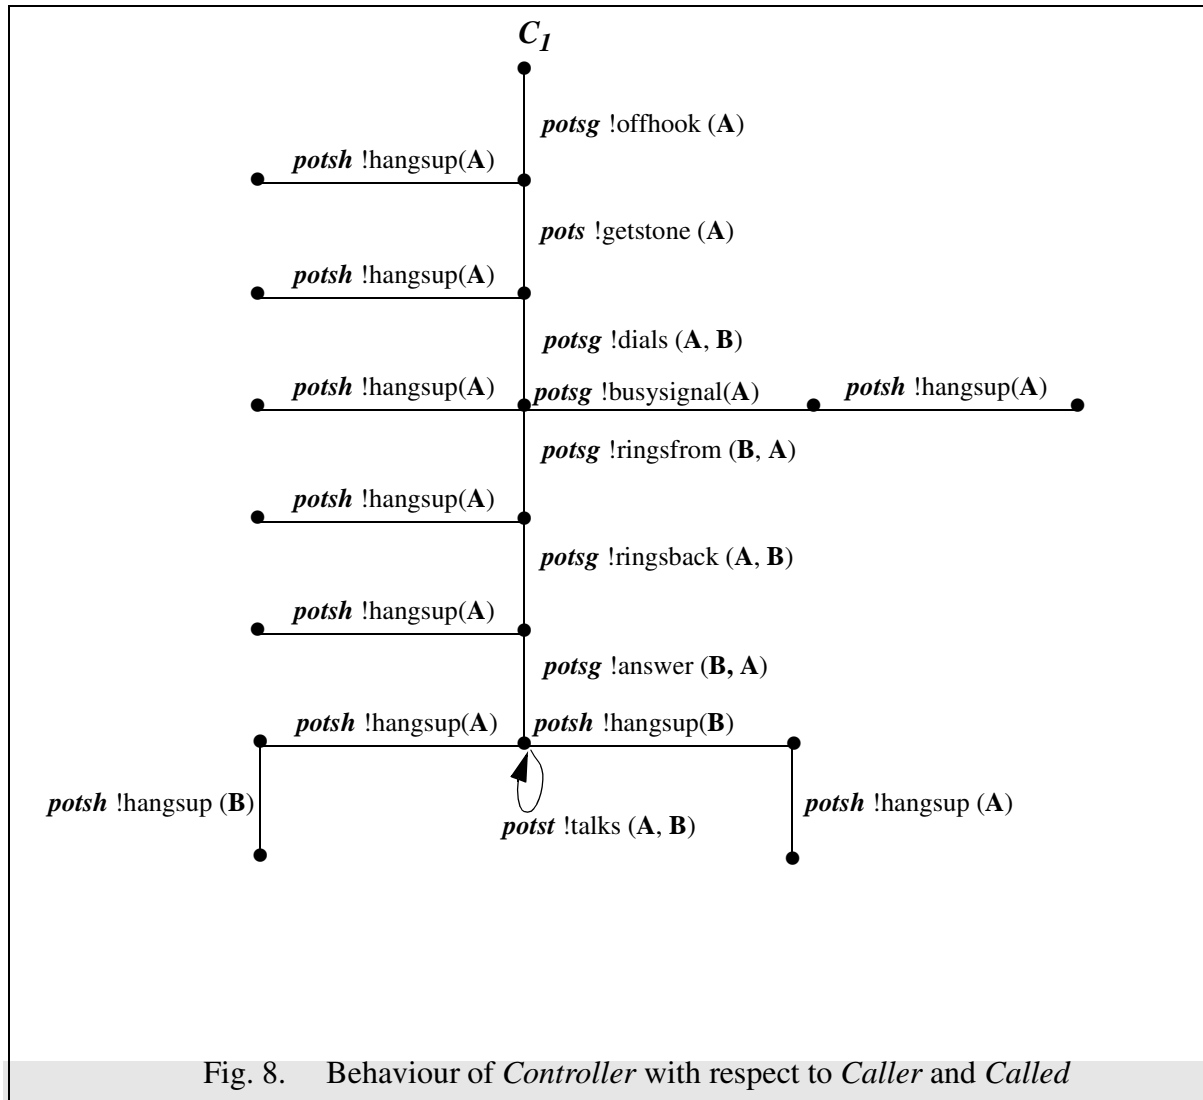 C1
potsg !offhook (A)
potsh !hangsup(A)
pots !getstone (A)
potsh !hangsup(A)
potsg !dials (A, B)
potsh !hangsup(A) potsg !busysignal(A) potsh !hangsup(A)
potsg !ringsfrom (B, A)
potsh !hangsup(A)
potsg !ringsback (A, B)
potsh !hangsup(A)
potsg !answer (B, A)
potsh !hangsup(A) potsh !hangsup(B)
potsh !hangsup (B) potsh !hangsup (A)
potst !talks (A, B)
Fig. 8. Behaviour of Controller with respect to Caller and Called